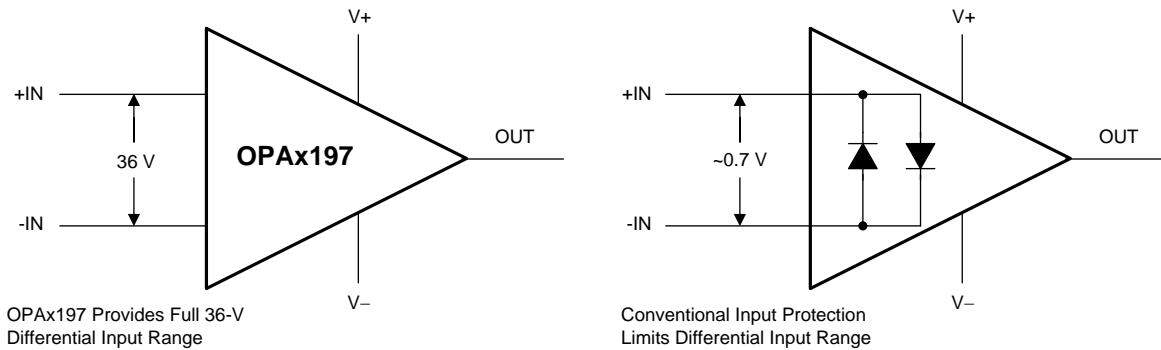 V+
+IN
36 V
OPAx197
OUT
-IN
V–
OPAx197 Provides Full 36-V
Differential Input Range
V+
+IN
~0.7 V
OUT
-IN
V–
Conventional Input Protection
Limits Differential Input Range